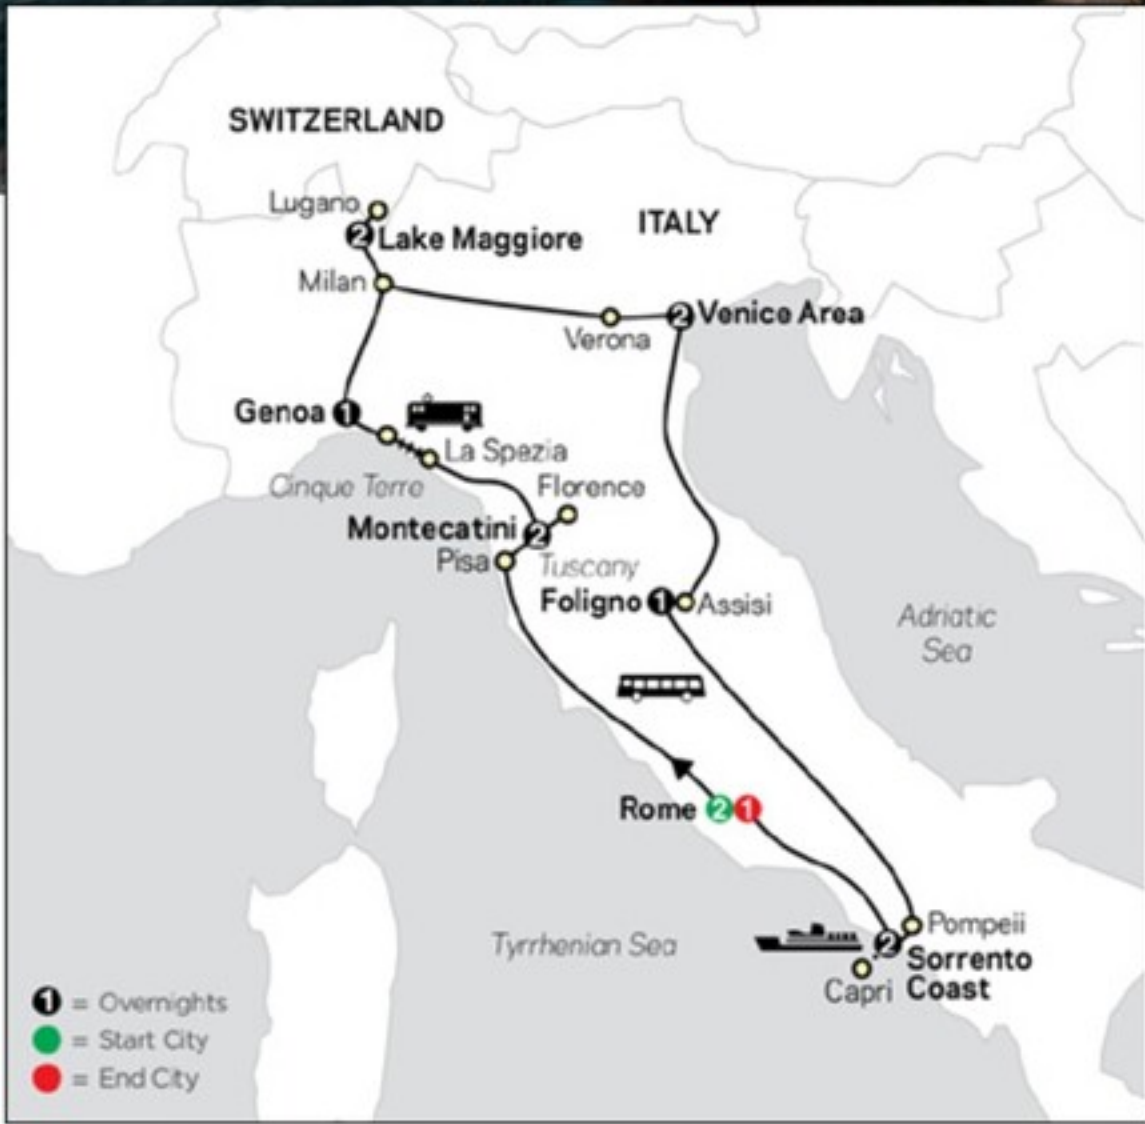 SWITZERLAND
Lugano
2 Lake Maggiore
ITALY
Milan
2 Venice Area
Verona
Genoa 1
La Spezia
Cinque Terre
Florence
Montecatini 2
Pisa
Tuscany
Foligno 1
Assisi
Adriatic
Sea
Rome 2 1
Pompeii
Tyrrhenian Sea
2 Sorrento
Coast
Capri
1 = Overnights
= Start City
= End City